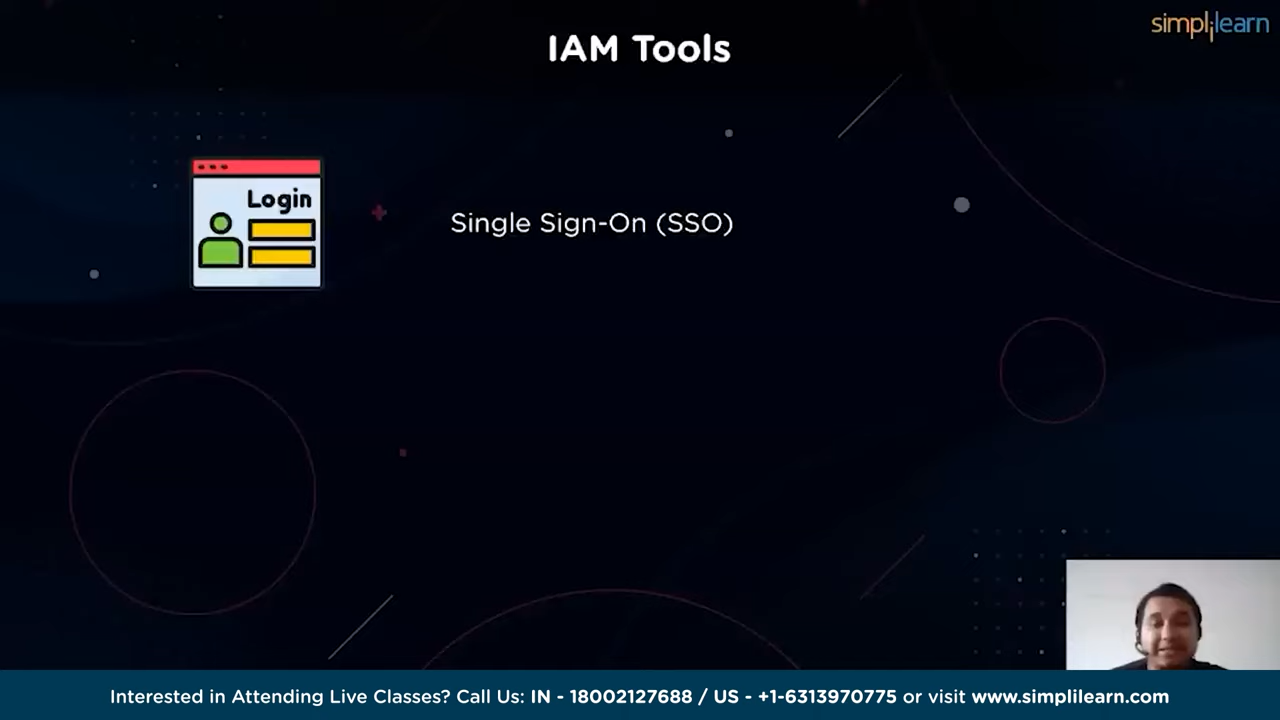 simplilearn
IAM Tools
Login
Single Sign-On (SSO)
Interested in Attending Live Classes? Call Us: IN - 18002127688 / US - +1-6313970775 or visit www.simplilearn.com